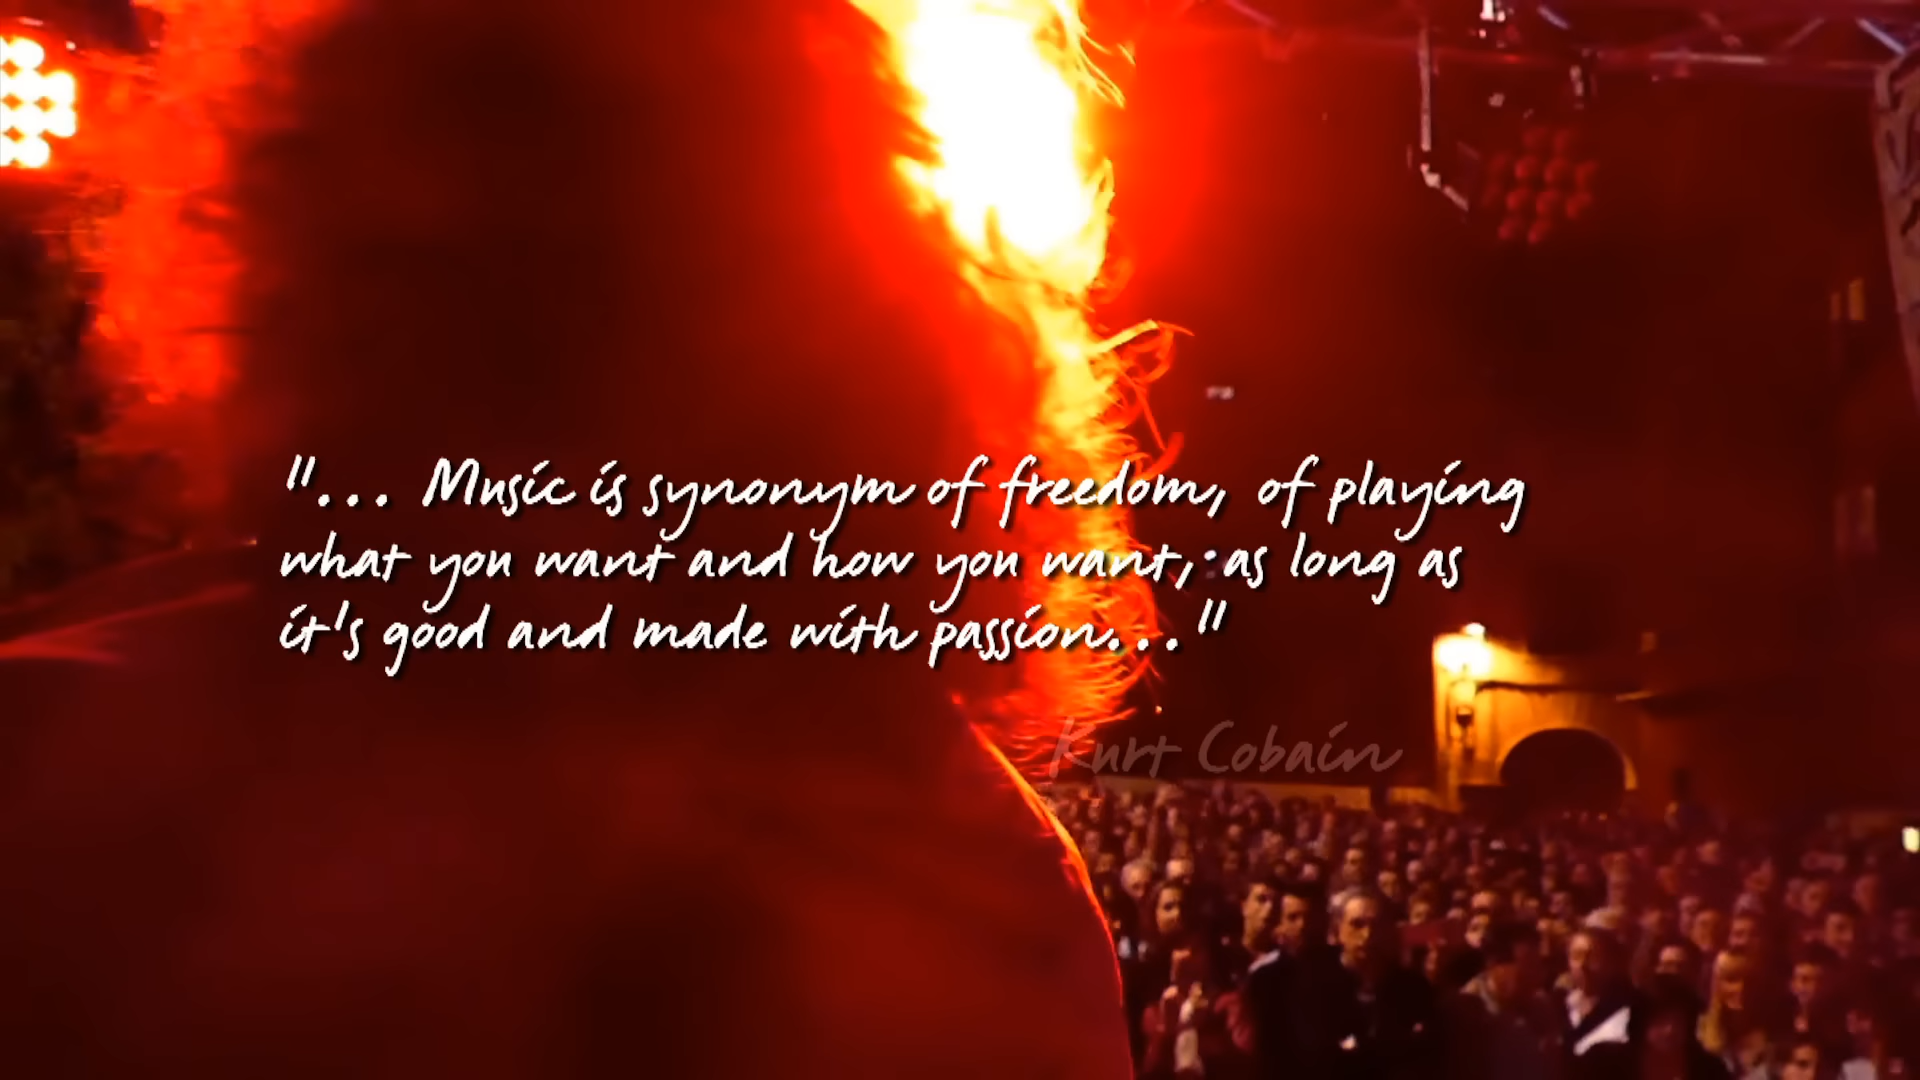 "... Music is synonym of freedom, of playing
what you want and how you want, as long as
it's good and made with passion..."
Kurt Cobain